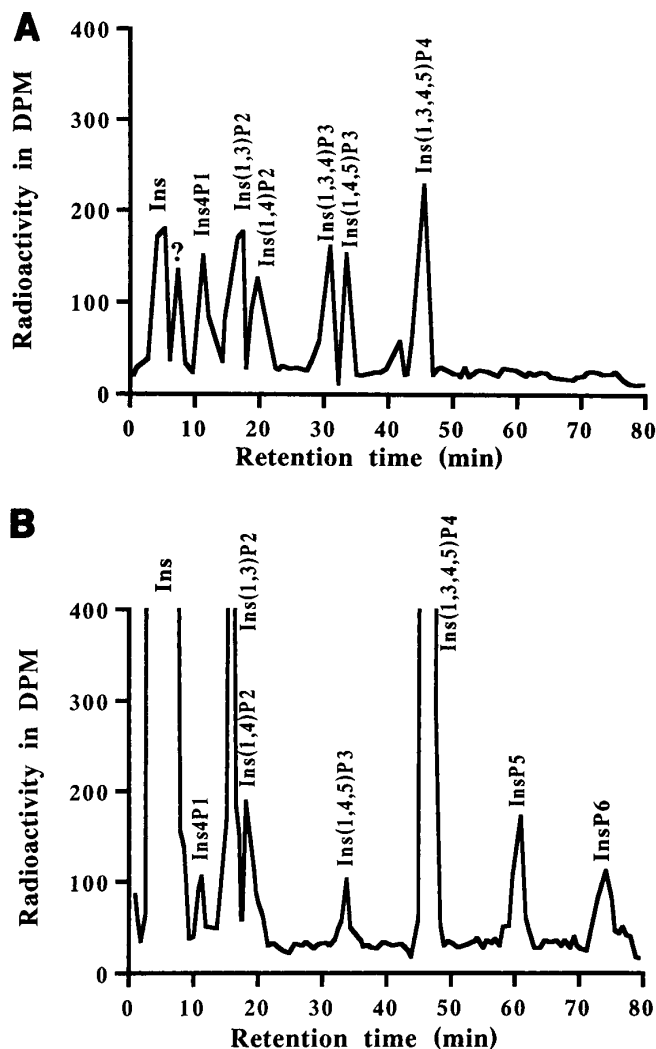 A
400
300
200
100
0
Radioactivity in DPM
Ins
?
Ins4P1
Ins(1,3)P2
Ins(1,4)P2
Ins(1,3,4)P3
Ins(1,4,5)P3
Ins(1,3,4,5)P4
0 10 20 30 40 50 60 70 80
Retention time (min)
B
400
300
200
100
0
Radioactivity in DPM
Ins
Ins4P1
Ins(1,3)P2
Ins(1,4)P2
Ins(1,4,5)P3
Ins(1,3,4,5)P4
InsP5
InsP6
0 10 20 30 40 50 60 70 80
Retention time (min)